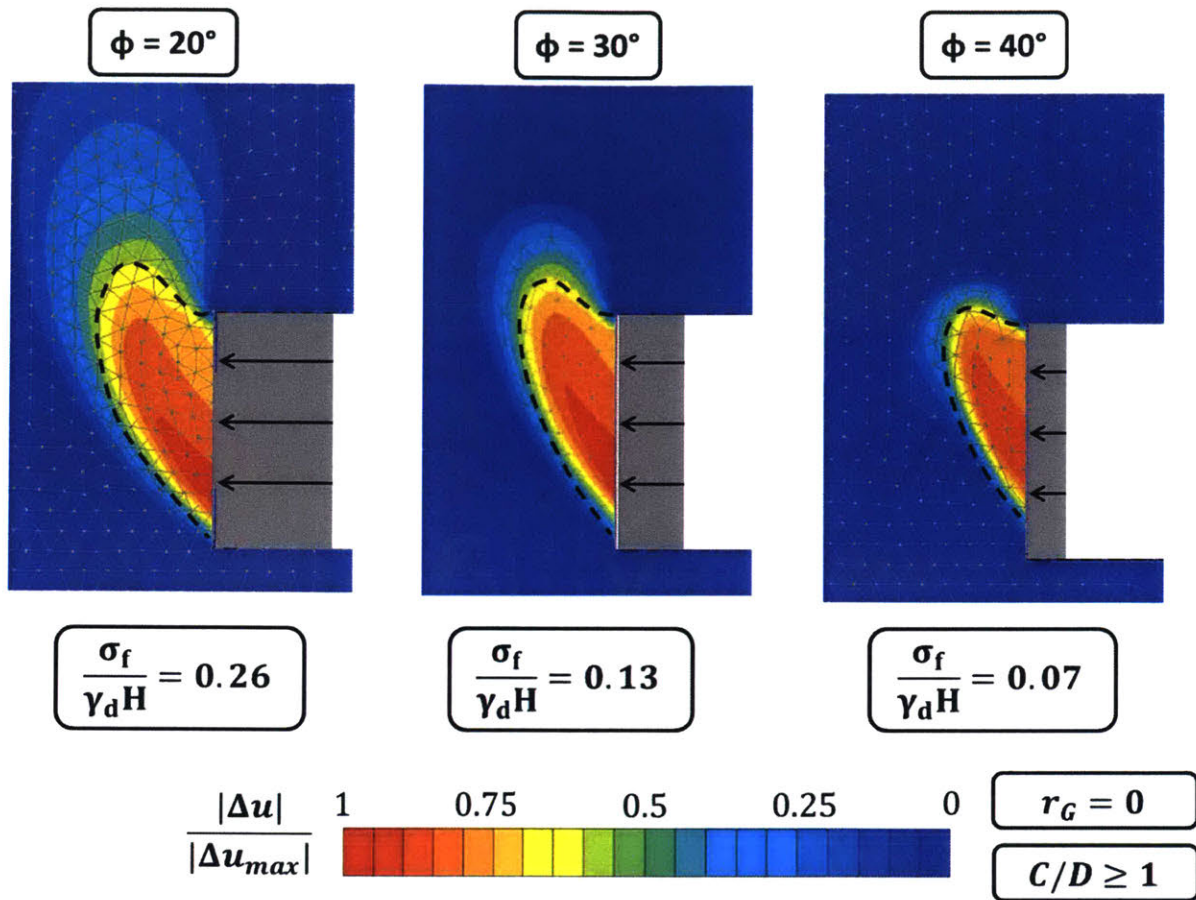 ϕ = 20°
ϕ = 30°
ϕ = 40°
σf/γdH = 0.26
σf/γdH = 0.13
σf/γdH = 0.07
|Δu|/|Δumax|
1 0.75 0.5 0.25 0
rG = 0
C/D ≥ 1